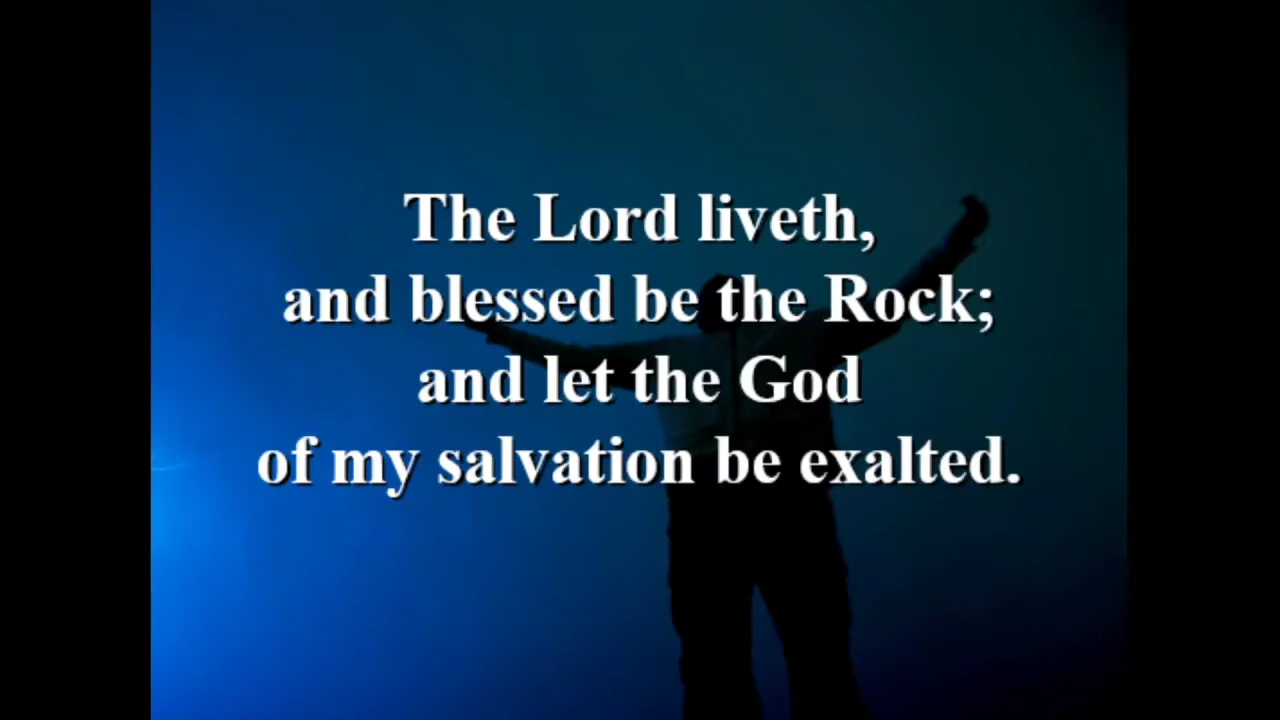 The Lord liveth,
and blessed be the Rock;
and let the God
of my salvation be exalted.